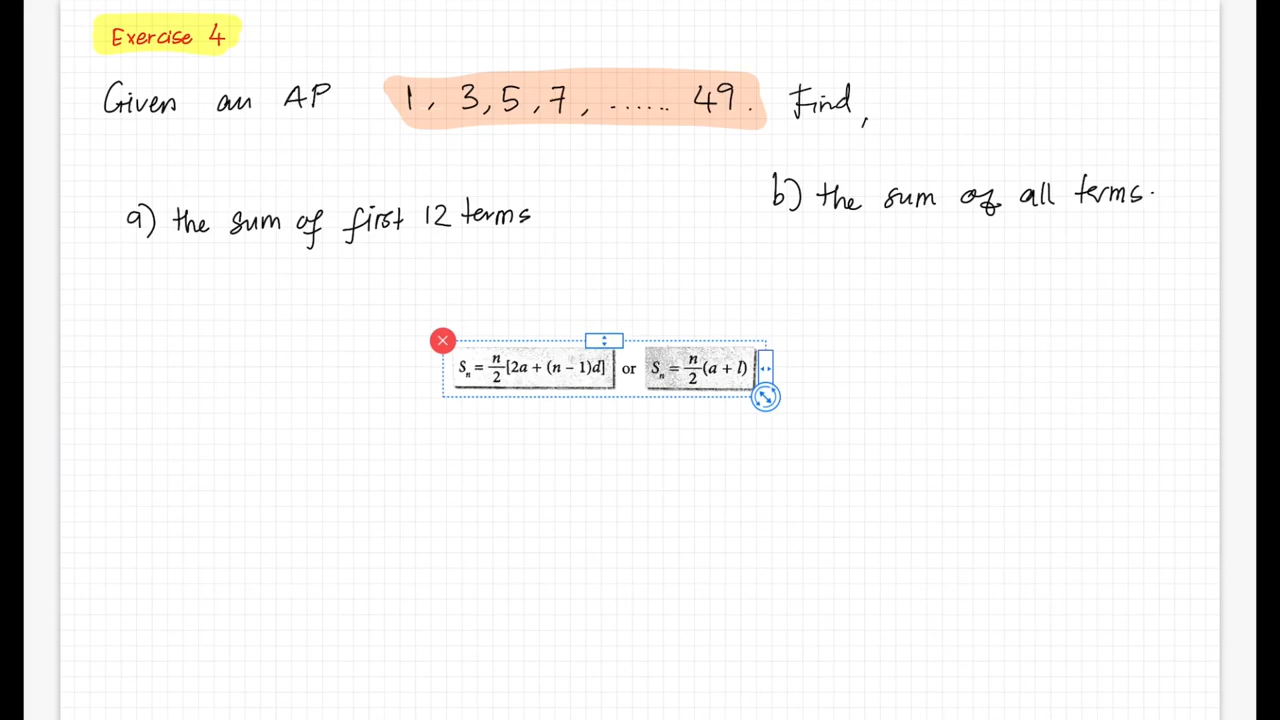 Exercise 4
Given an AP 1, 3, 5, 7, ...... 49. Find,
a) the sum of first 12 terms
b) the sum of all terms.
Sₙ = n/2 [2a + (n − 1)d] or Sₙ = n/2 (a + l)